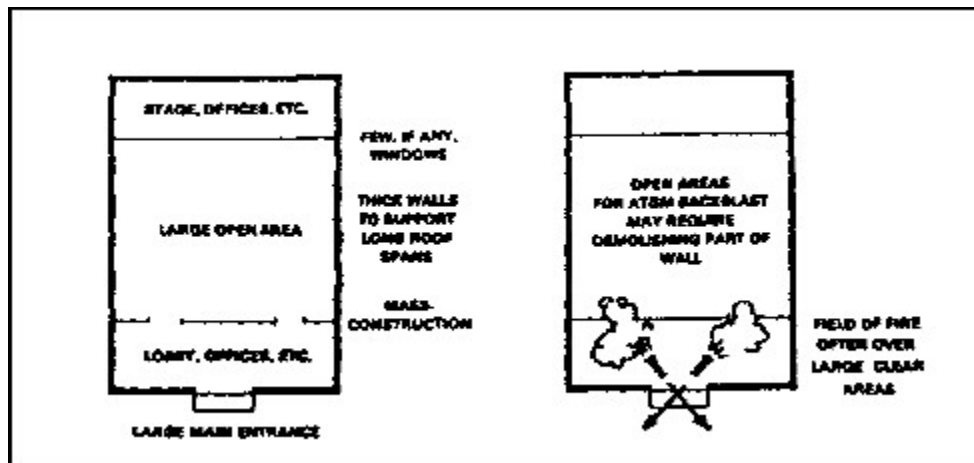 STAGE, OFFICES, ETC.
FEW, IF ANY,
WINDOWS
THICK WALLS
TO SUPPORT
LONG ROOF
SPANS
LARGE OPEN AREA
MASS-
CONSTRUCTION
LOBBY, OFFICES, ETC.
LARGE MAIN ENTRANCE
OPEN AREAS
FOR ATGM BACKBLAST
MAY REQUIRE
DEMOLISHING PART OF
WALL
FIELD OF FIRE
OFTEN OVER
LARGE CLEAR
AREAS